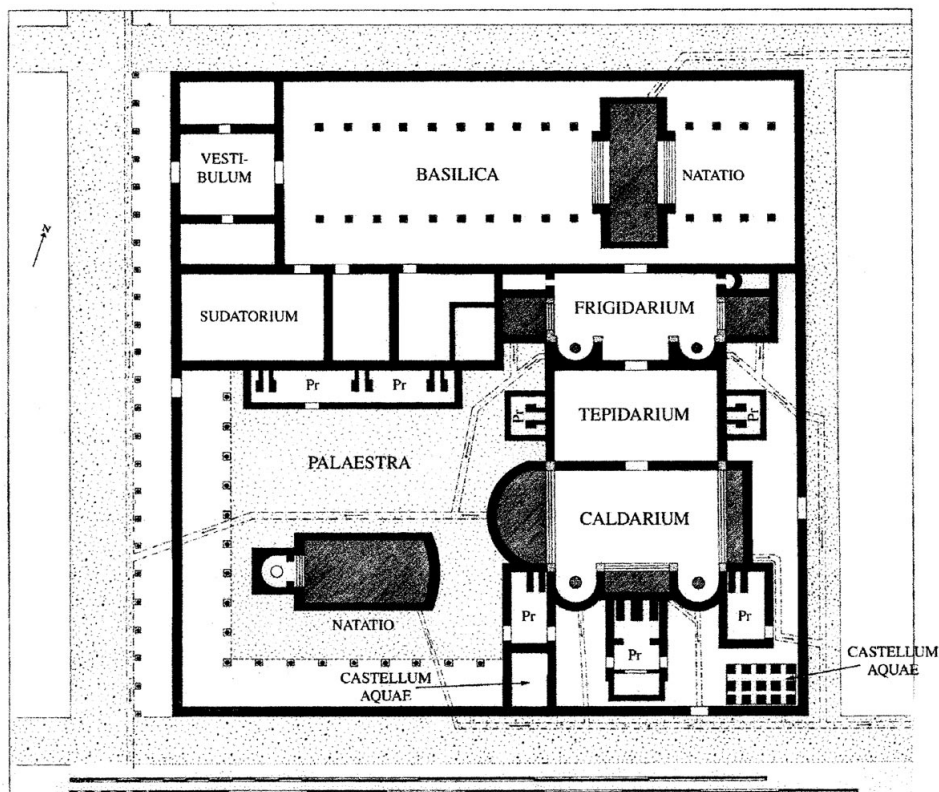 VESTI-
BULUM
BASILICA
NATATIO
N
SUDATORIUM
FRIGIDARIUM
Pr
Pr
Pr
TEPIDARIUM
Pr
PALAESTRA
CALDARIUM
NATATIO
Pr
Pr
Pr
CASTELLUM
AQUAE
CASTELLUM
AQUAE